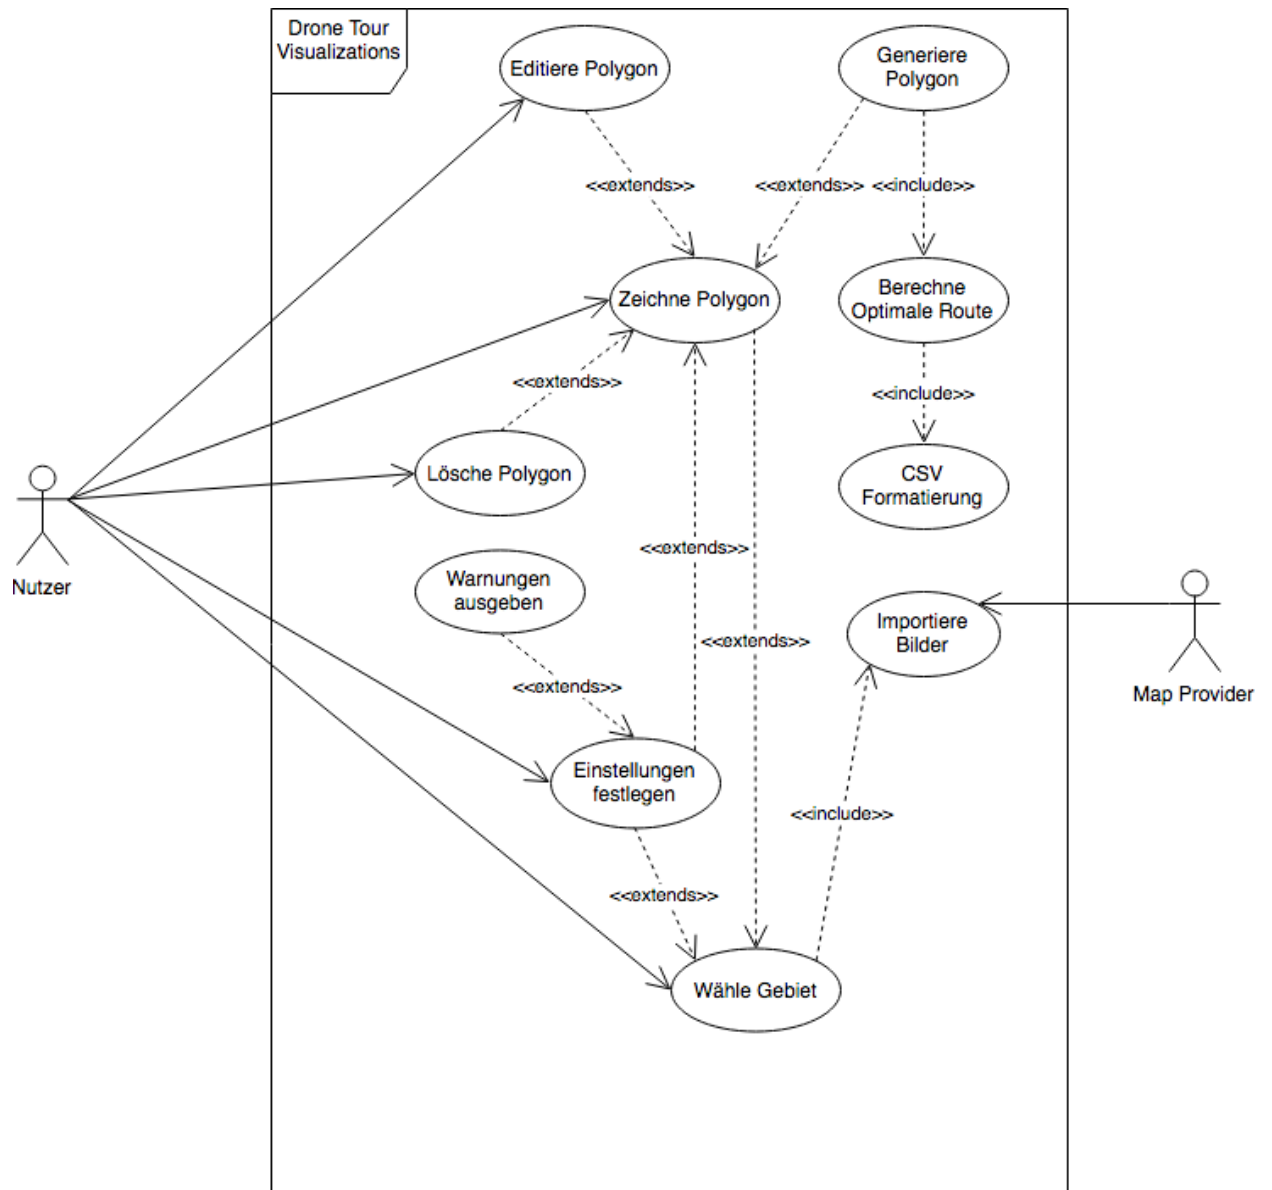 Drone Tour
Visualizations
Editiere Polygon
Generiere
Polygon
<<extends>>
<<extends>>
<<include>>
Zeichne Polygon
Berechne
Optimale Route
<<extends>>
<<include>>
Lösche Polygon
CSV
Formatierung
<<extends>>
Warnungen
ausgeben
Nutzer
Importiere
Bilder
<<extends>>
<<extends>>
Map Provider
Einstellungen
festlegen
<<include>>
<<extends>>
Wähle Gebiet